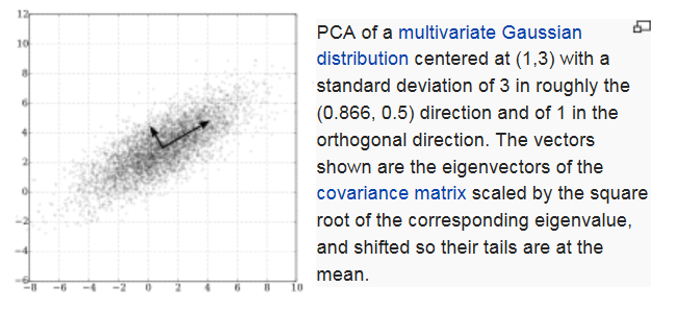 12
10
8
6
4
2
0
−2
−4
−6
−8 −6 −4 −2 0 2 4 6 8 10
PCA of a multivariate Gaussian
distribution centered at (1,3) with a
standard deviation of 3 in roughly the
(0.866, 0.5) direction and of 1 in the
orthogonal direction. The vectors
shown are the eigenvectors of the
covariance matrix scaled by the square
root of the corresponding eigenvalue,
and shifted so their tails are at the
mean.